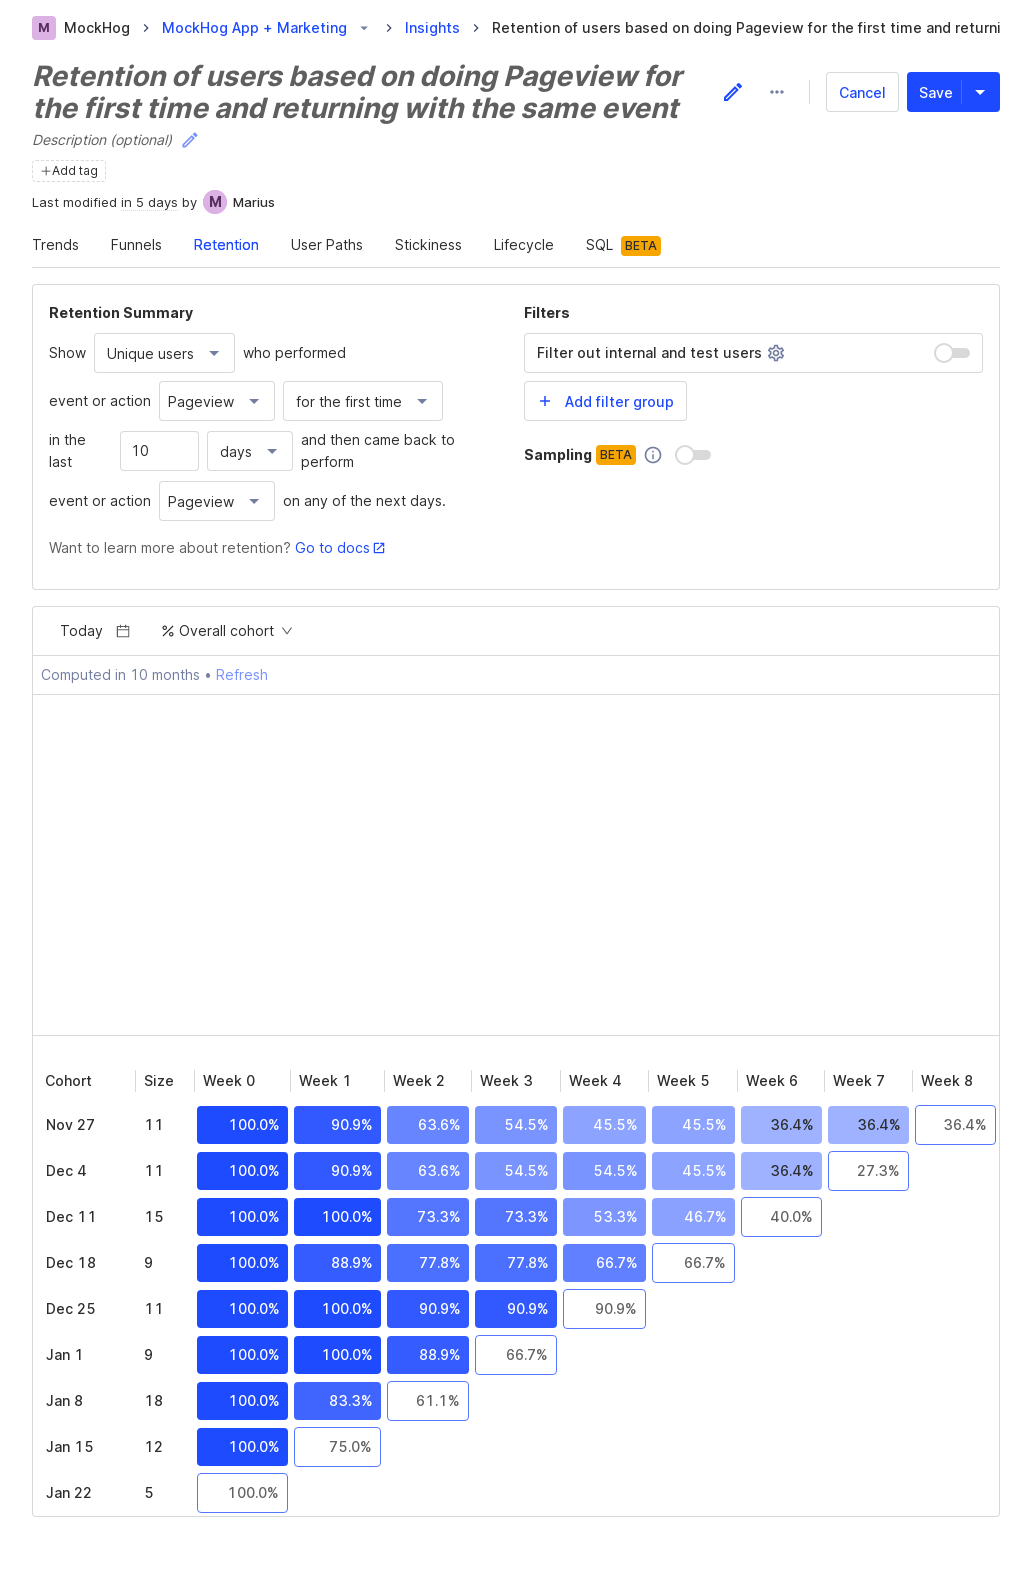 M MockHog > MockHog App + Marketing > Insights > Retention of users based on doing Pageview for the first time and returni
Retention of users based on doing Pageview for
the first time and returning with the same event
Cancel Save
Description (optional)
+Add tag
Last modified in 5 days by M Marius
Trends Funnels Retention User Paths Stickiness Lifecycle SQL BETA
Retention Summary
Show Unique users who performed
event or action Pageview for the first time
in the last 10 days and then came back to perform
event or action Pageview on any of the next days.
Want to learn more about retention? Go to docs
Filters
Filter out internal and test users
+ Add filter group
Sampling BETA
Today % Overall cohort
Computed in 10 months • Refresh
Cohort Size Week 0 Week 1 Week 2 Week 3 Week 4 Week 5 Week 6 Week 7 Week 8
Nov 27 11 100.0% 90.9% 63.6% 54.5% 45.5% 45.5% 36.4% 36.4% 36.4%
Dec 4 11 100.0% 90.9% 63.6% 54.5% 54.5% 45.5% 36.4% 27.3%
Dec 11 15 100.0% 100.0% 73.3% 73.3% 53.3% 46.7% 40.0%
Dec 18 9 100.0% 88.9% 77.8% 77.8% 66.7% 66.7%
Dec 25 11 100.0% 100.0% 90.9% 90.9% 90.9%
Jan 1 9 100.0% 100.0% 88.9% 66.7%
Jan 8 18 100.0% 83.3% 61.1%
Jan 15 12 100.0% 75.0%
Jan 22 5 100.0%